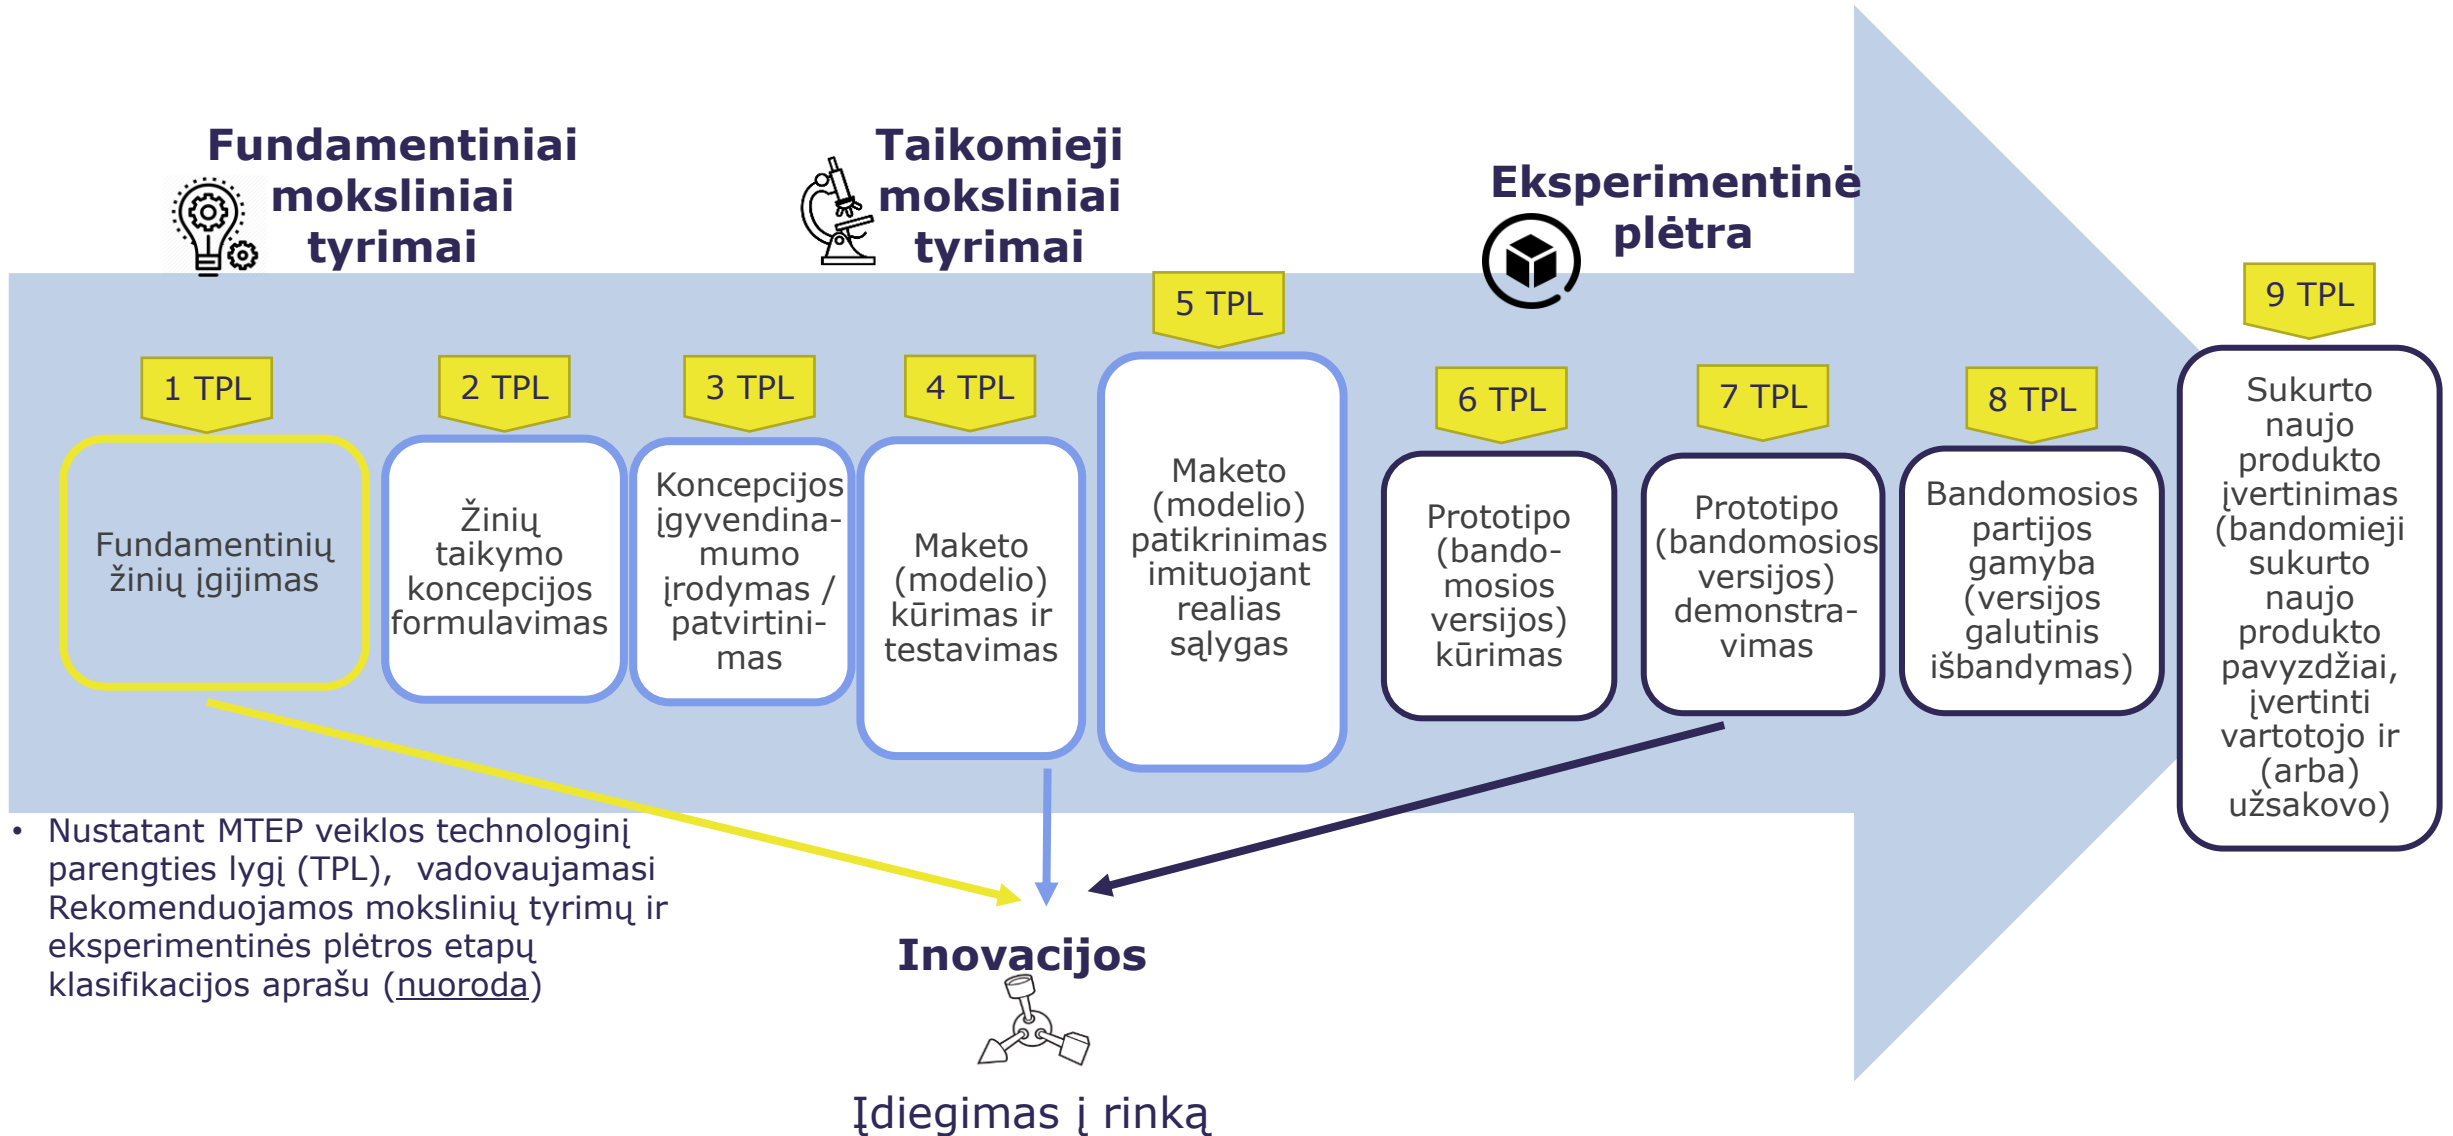 Fundamentiniai
moksliniai
tyrimai
Taikomieji
moksliniai
tyrimai
Eksperimentinė
plėtra
1 TPL
Fundamentinių
žinių įgijimas
2 TPL
Žinių
taikymo
koncepcijos
formulavimas
3 TPL
Koncepcijos
įgyvendina-
mumo
įrodymas /
patvirtini-
mas
4 TPL
Maketo
(modelio)
kūrimas ir
testavimas
5 TPL
Maketo
(modelio)
patikrinimas
imituojant
realias
sąlygas
6 TPL
Prototipo
(bando-
mosios
versijos)
kūrimas
7 TPL
Prototipo
(bandomosios
versijos)
demonstra-
vimas
8 TPL
Bandomosios
partijos
gamyba
(versijos
galutinis
išbandymas)
9 TPL
Sukurto
naujo
produkto
įvertinimas
(bandomieji
sukurto
naujo
produkto
pavyzdžiai,
įvertinti
vartotojo ir
(arba)
užsakovo)
• Nustatant MTEP veiklos technologinį
parengties lygį (TPL), vadovaujamasi
Rekomenduojamos mokslinių tyrimų ir
eksperimentinės plėtros etapų
klasifikacijos aprašu (nuoroda)
Inovacijos
Įdiegimas į rinką